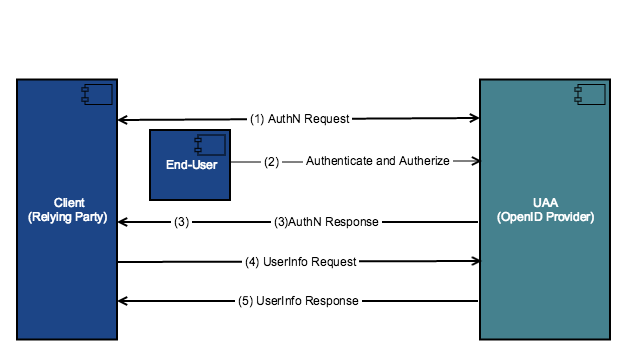 (1) AuthN Request
End-User
(2) Authenticate and Autherize
Client
(Relying Party)
UAA
(OpenID Provider)
(3) (3)AuthN Response
(4) UserInfo Request
(5) UserInfo Response